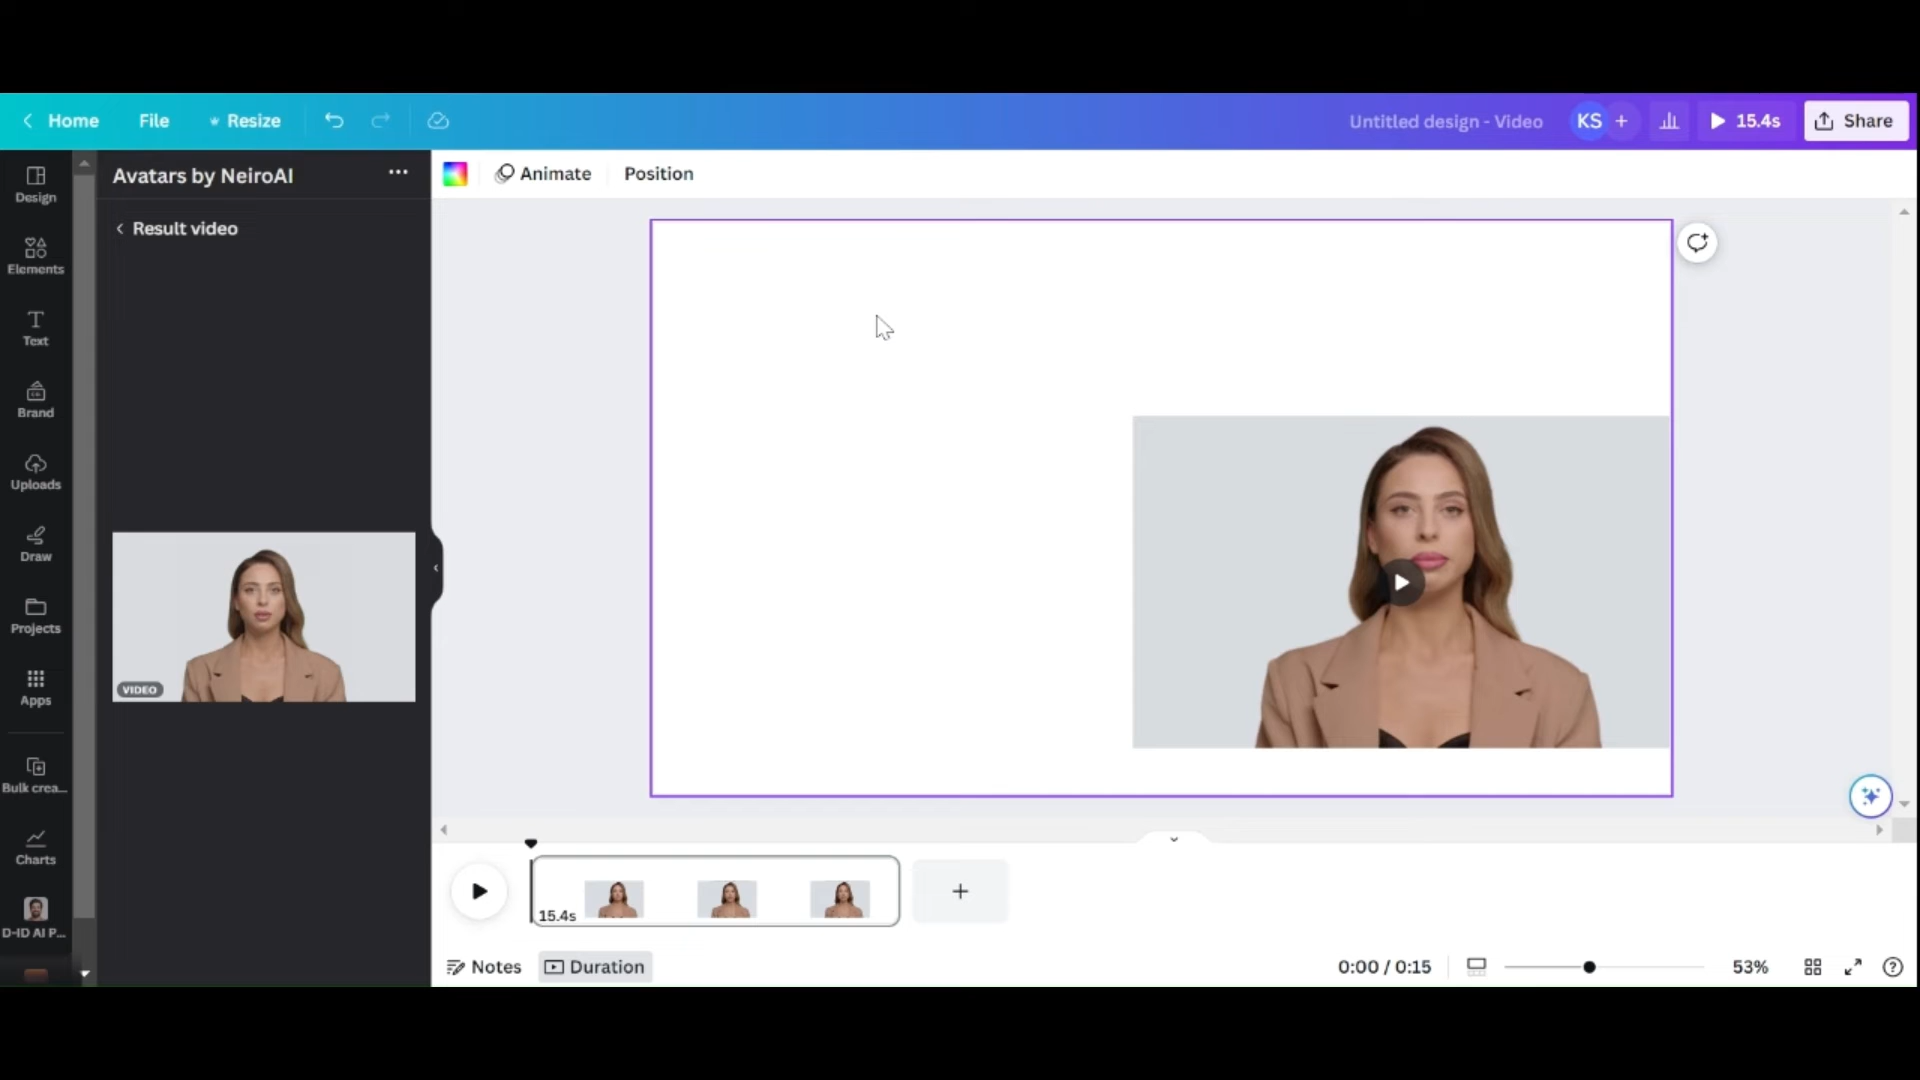 Home File Resize Untitled design - Video KS + 15.4s Share
Avatars by NeiroAI
Animate Position
Result video
Design
Elements
Text
Brand
Uploads
Draw
Projects
Apps
Bulk crea...
Charts
D-ID AI P...
VIDEO
15.4s
Notes Duration 0:00 / 0:15 53%